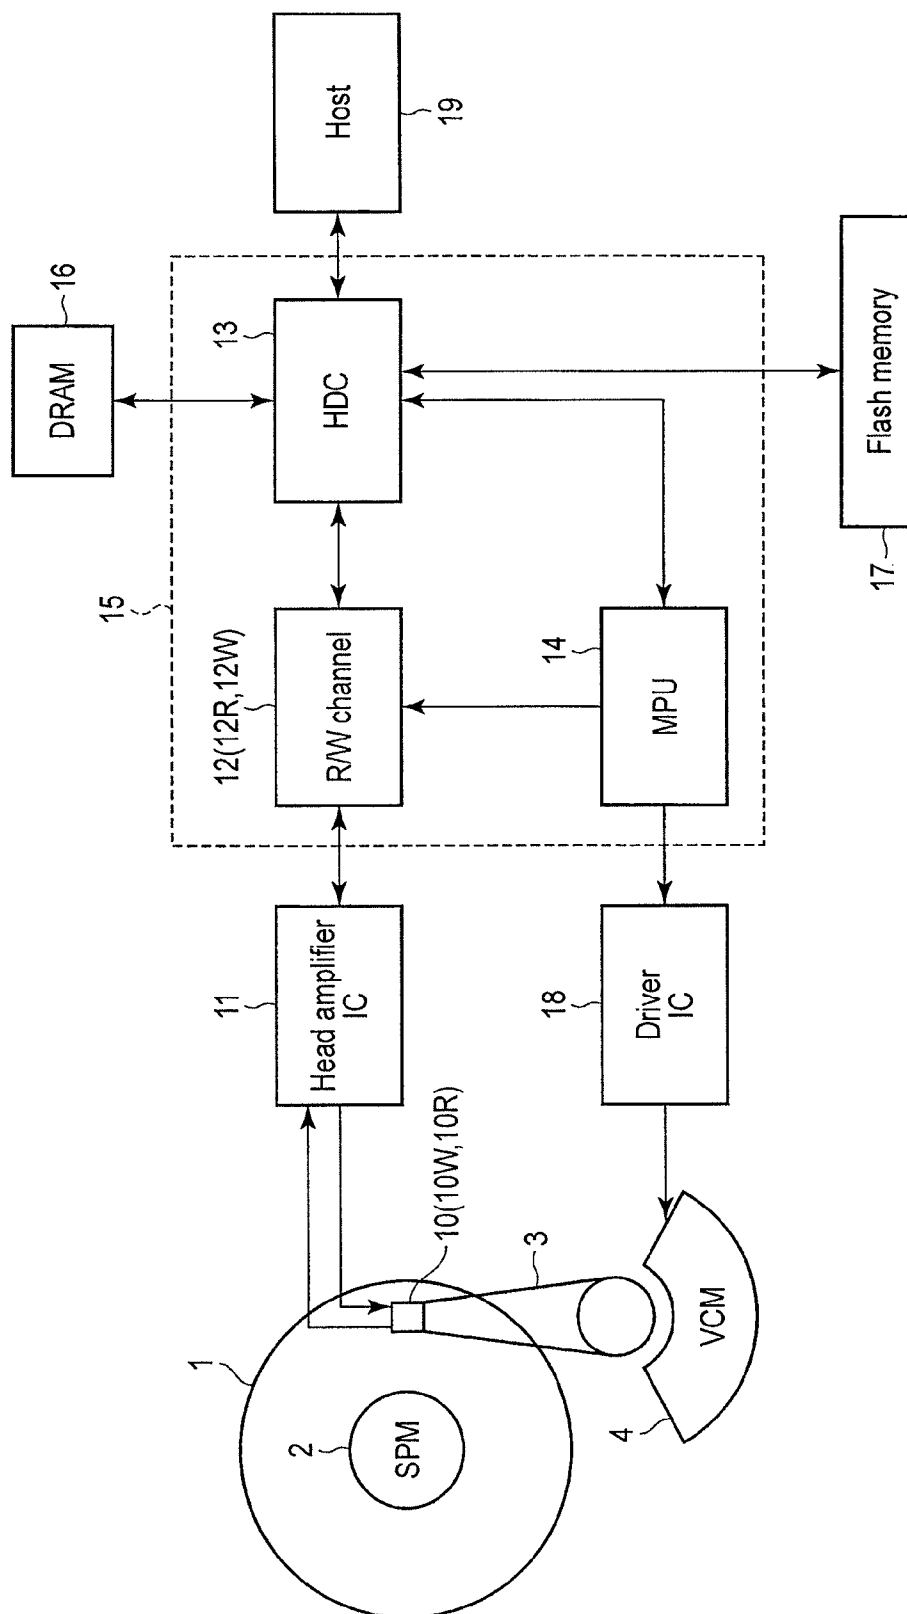 1
2
SPM
10(10W,10R)
3
4
VCM
11
Head amplifier
IC
18
Driver
IC
15
12(12R,12W)
R/W channel
14
MPU
13
HDC
16
DRAM
19
Host
17
Flash memory